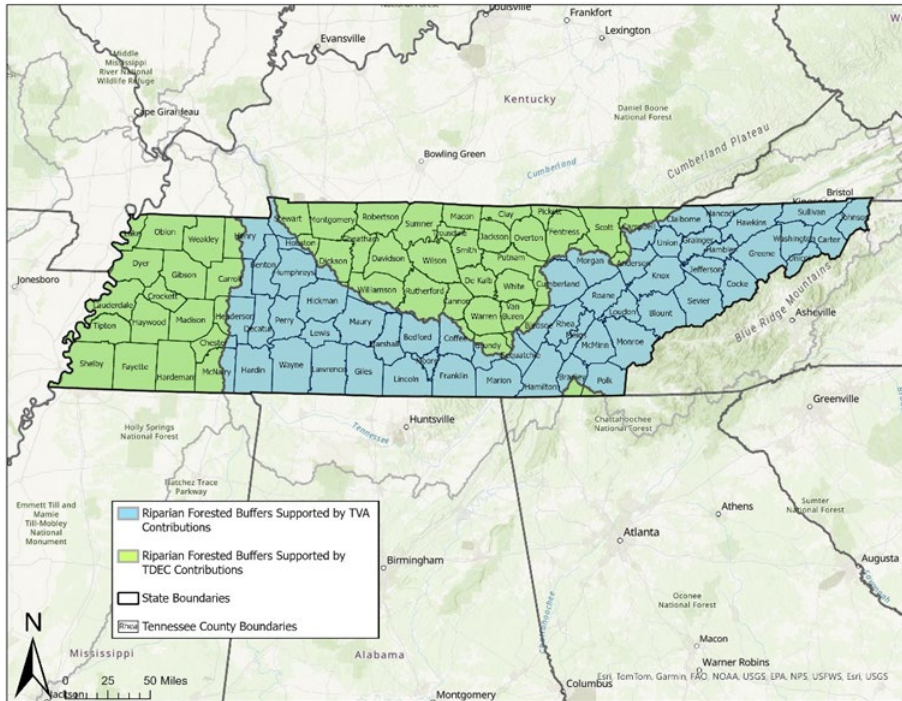 Louisville
Frankfort
Evansville
Lexington
Middle
Mississippi
River National
Wildlife Refuge
Kentucky
Cape Girardeau
Daniel Boone
National Forest
Cumberland Plateau
Bowling Green
Cumberland
Bristol
Stewart
Montgomery
Robertson
Sumner
Macon
Clay
Pickett
Trousdale
Jackson
Overton
Fentress
Scott
Campbell
Claiborne
Hancock
Hawkins
Sullivan
Johnson
Obion
Weakley
Henry
Houston
Cheatham
Davidson
Wilson
Smith
Putnam
Morgan
Anderson
Union
Grainger
Hamblen
Greene
Washington
Carter
Unicoi
Dyer
Gibson
Carroll
Benton
Humphreys
Dickson
Williamson
Rutherford
De Kalb
Cannon
White
Cumberland
Roane
Knox
Jefferson
Cocke
Sevier
Jonesboro
Lauderdale
Crockett
Haywood
Madison
Henderson
Decatur
Perry
Hickman
Lewis
Maury
Warren
Van
Buren
Bledsoe
Rhea
Meigs
Loudon
Blount
Monroe
McMinn
Tipton
Chester
Marshall
Bedford
Coffee
Grundy
Sequatchie
Blue Ridge Mountains
Asheville
Shelby
Fayette
Hardeman
McNairy
Hardin
Wayne
Lawrence
Giles
Lincoln
Moore
Franklin
Marion
Hamilton
Bradley
Polk
Holly Springs
National Forest
Tennessee
Huntsville
Chattahoochee
National Forest
Greenville
Natchez Trace
Parkway
Emmett Till and
Mamie
Till-Mobley
National
Monument
Riparian Forested Buffers Supported by TVA
Contributions
Riparian Forested Buffers Supported by
TDEC Contributions
State Boundaries
Rhea
Tennessee County Boundaries
Athens
Sumter
National Forest
Atlanta
Birmingham
Augusta
Savannah
Oconee
National Forest
Chattahoochee
N
Mississippi
Alabama
Macon
Warner Robins
0 25 50 Miles
Jackson
Montgomery
Columbus
Esri, TomTom, Garmin, FAO, NOAA, USGS, EPA, NPS, USFWS, Esri, USGS